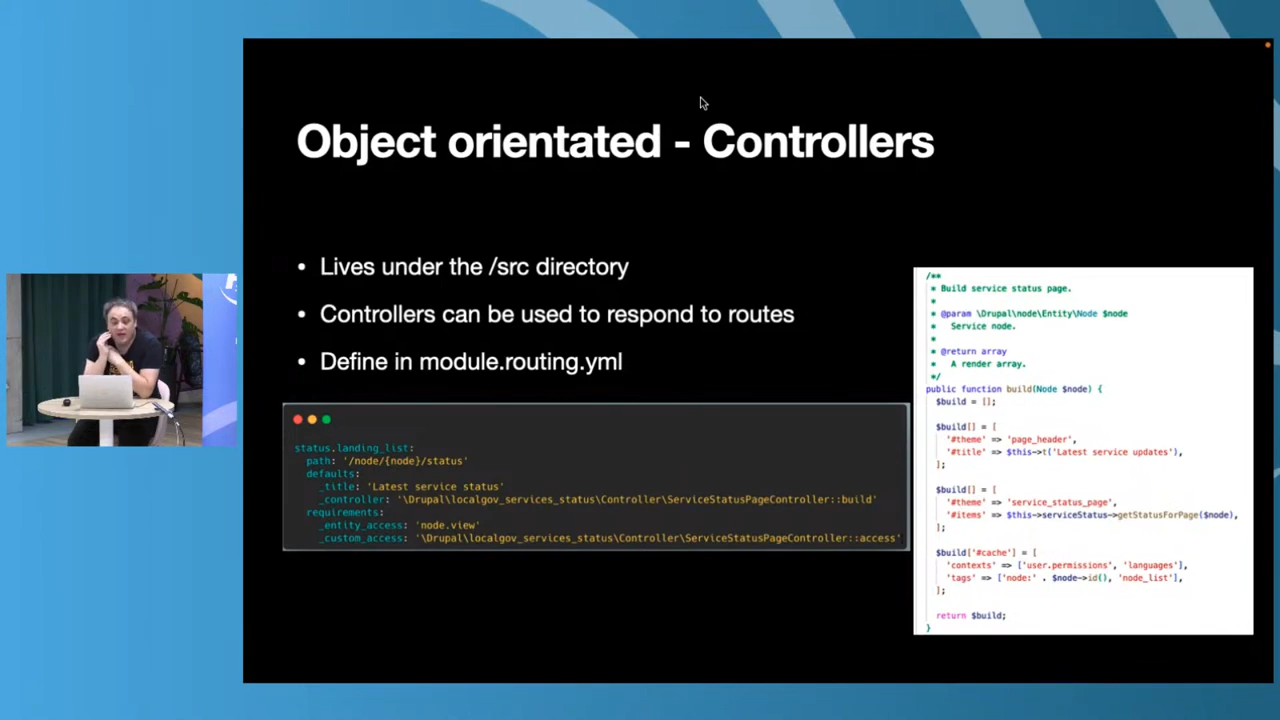 Object orientated - Controllers
• Lives under the /src directory
• Controllers can be used to respond to routes
• Define in module.routing.yml
status.landing_list:
path: '/node/{node}/status'
defaults:
_title: 'Latest service status'
_controller: '\Drupal\localgov_services_status\Controller\ServiceStatusPageController::build'
requirements:
_entity_access: 'node.view'
_custom_access: '\Drupal\localgov_services_status\Controller\ServiceStatusPageController::access'
/**
* Build service status page.
*
* @param \Drupal\node\Entity\Node $node
* Service node.
*
* @return array
* A render array.
*/
public function build(Node $node) {
$build = [];
$build[] = [
'#theme' => 'page_header',
'#title' => $this->t('Latest service updates'),
];
$build[] = [
'#theme' => 'service_status_page',
'#items' => $this->serviceStatus->getStatusForPage($node),
];
$build['#cache'] = [
'contexts' => ['user.permissions', 'languages'],
'tags' => ['node:' . $node->id(), 'node_list'],
];
return $build;
}